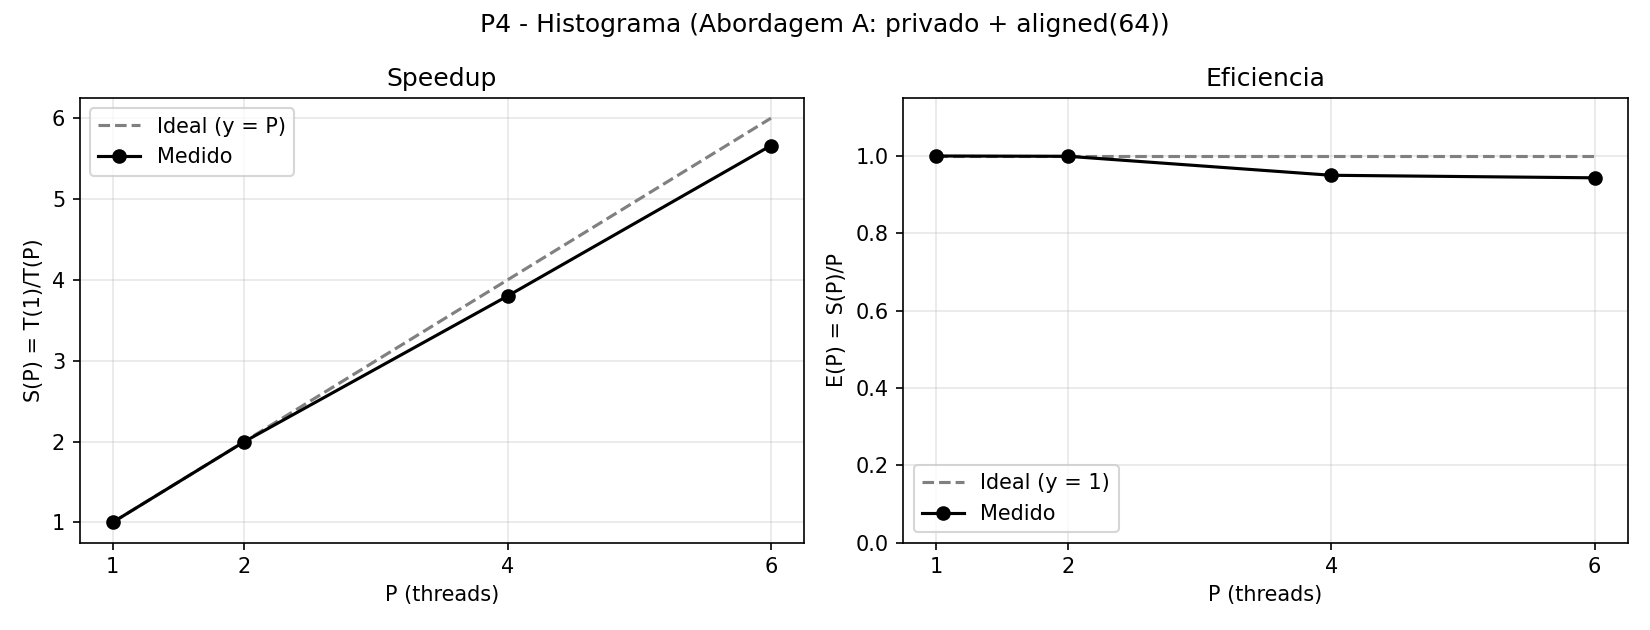 P4 - Histograma (Abordagem A: privado + aligned(64))
Speedup
S(P) = T(1)/T(P)
6
5
4
3
2
1
Ideal (y = P)
Medido
1 2 4 6
P (threads)
Eficiencia
E(P) = S(P)/P
1.0
0.8
0.6
0.4
0.2
0.0
Ideal (y = 1)
Medido
1 2 4 6
P (threads)